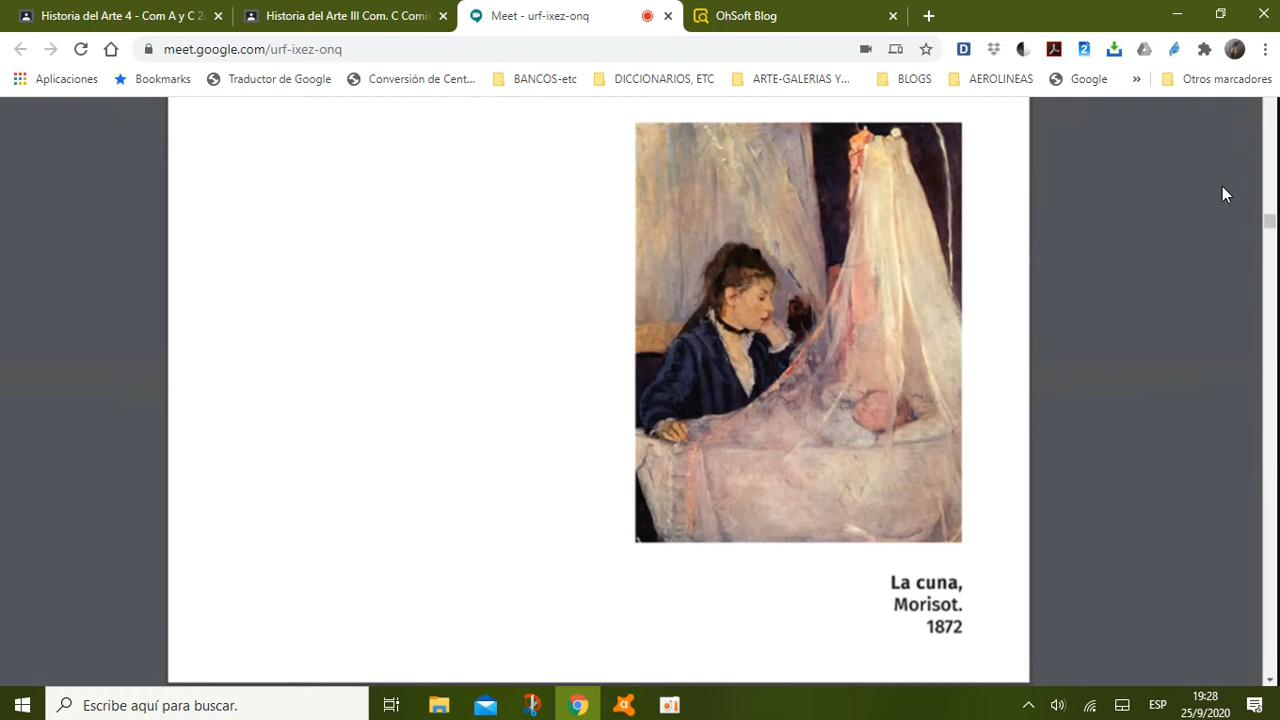 Historia del Arte 4 - Com A y C 2
Historia del Arte III Com. C Comi
Meet - urf-ixez-onq
OhSoft Blog
meet.google.com/urf-ixez-onq
Aplicaciones
Bookmarks
Traductor de Google
Conversión de Gent...
BANCOS-etc
DICCIONARIOS, ETC
ARTE-GALERIAS Y...
BLOGS
AEROLINEAS
Google
Otros marcadores
La cuna,
Morisot.
1872
Escribe aquí para buscar.
ESP
19:28
25/9/2020